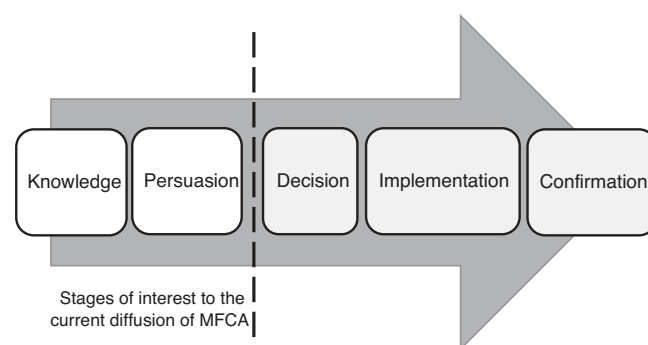 Knowledge
Persuasion
Decision
Implementation
Confirmation
Stages of interest to the
current diffusion of MFCA